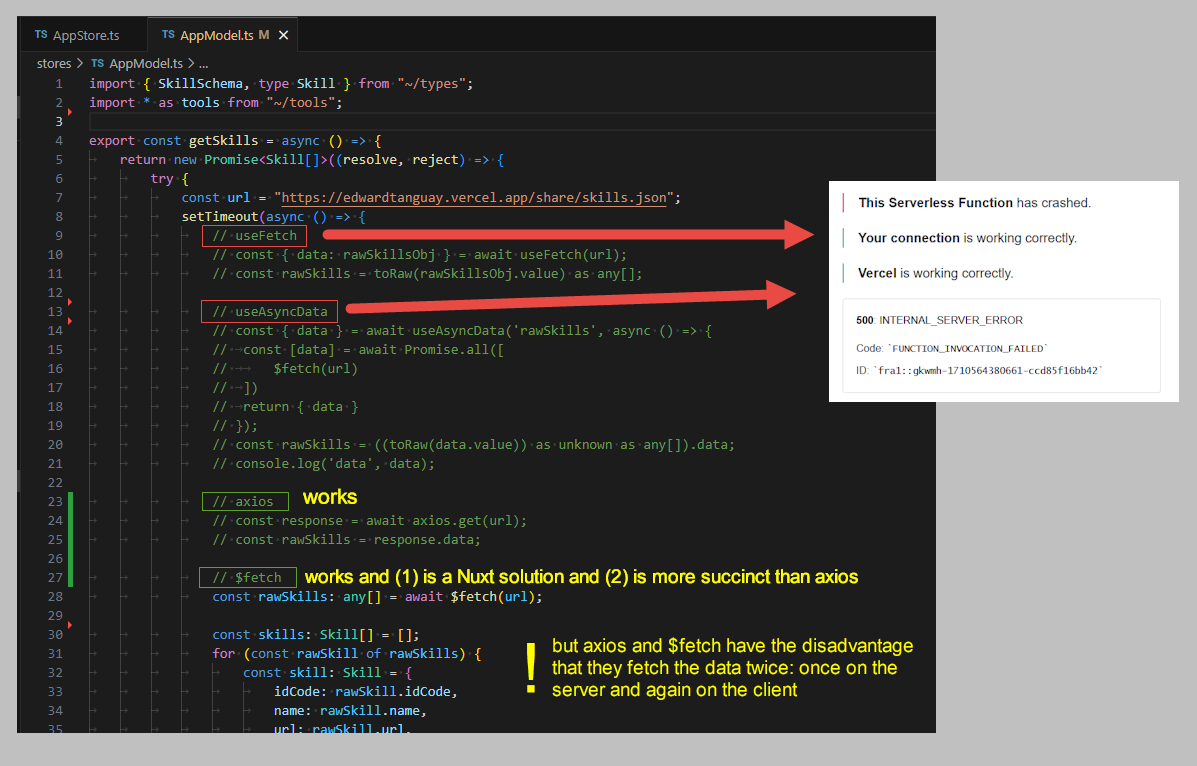 TS AppStore.ts TS AppModel.ts M ✕
stores > TS AppModel.ts > ...
1 import { SkillSchema, type Skill } from "~/types";
2 import * as tools from "~/tools";
3
4 export const getSkills = async () => {
5 return new Promise<Skill[]>((resolve, reject) => {
6 try {
7 const url = "https://edwardtanguay.vercel.app/share/skills.json";
8 setTimeout(async () => {
9 // useFetch
10 // const { data: rawSkillsObj } = await useFetch(url);
11 // const rawSkills = toRaw(rawSkillsObj.value) as any[];
12
13 // useAsyncData
14 // const { data } = await useAsyncData('rawSkills', async () => {
15 // const [data] = await Promise.all([
16 // $fetch(url)
17 // ])
18 // return { data }
19 // });
20 // const rawSkills = ((toRaw(data.value)) as unknown as any[]).data;
21 // console.log('data', data);
22
23 // axios works
24 // const response = await axios.get(url);
25 // const rawSkills = response.data;
26
27 // $fetch works and (1) is a Nuxt solution and (2) is more succinct than axios
28 const rawSkills: any[] = await $fetch(url);
29
30 const skills: Skill[] = [];
31 for (const rawSkill of rawSkills) {
32 const skill: Skill = {
33 idCode: rawSkill.idCode,
34 name: rawSkill.name,
35 url: rawSkill.url,
! but axios and $fetch have the disadvantage
that they fetch the data twice: once on the
server and again on the client
This Serverless Function has crashed.
Your connection is working correctly.
Vercel is working correctly.
500: INTERNAL_SERVER_ERROR
Code: `FUNCTION_INVOCATION_FAILED`
ID: `fra1::gkwmh-1710564380661-ccd85f16bb42`